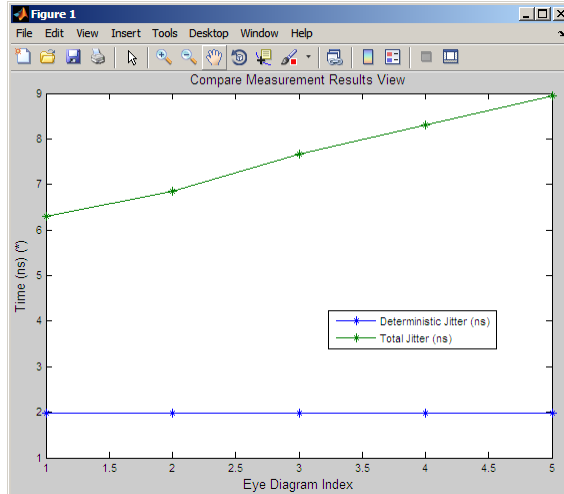 Figure 1
File Edit View Insert Tools Desktop Window Help
Compare Measurement Results View
9
8
7
6
5
4
3
2
1
Time (ns) (*)
Deterministic Jitter (ns)
Total Jitter (ns)
1 1.5 2 2.5 3 3.5 4 4.5 5
Eye Diagram Index